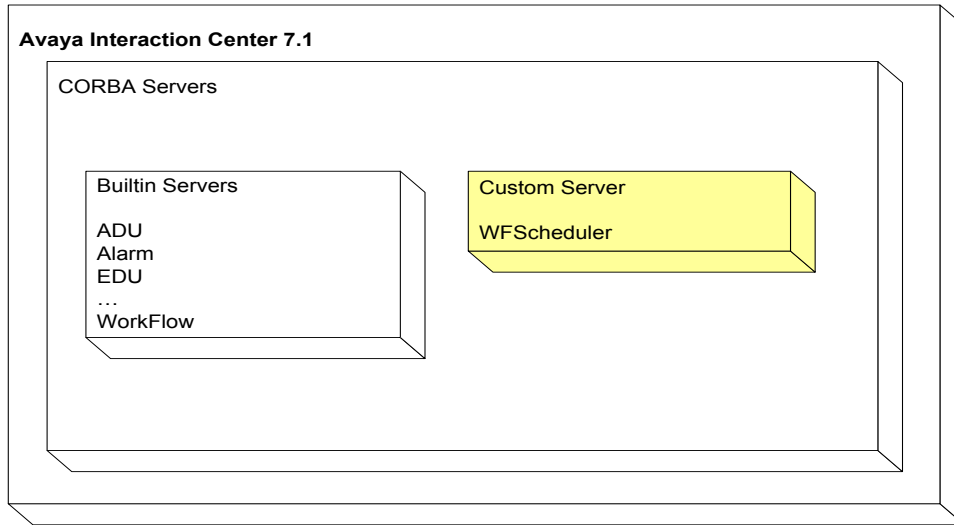 Avaya Interaction Center 7.1
CORBA Servers
Builtin Servers
ADU
Alarm
EDU
…
WorkFlow
Custom Server
WFScheduler